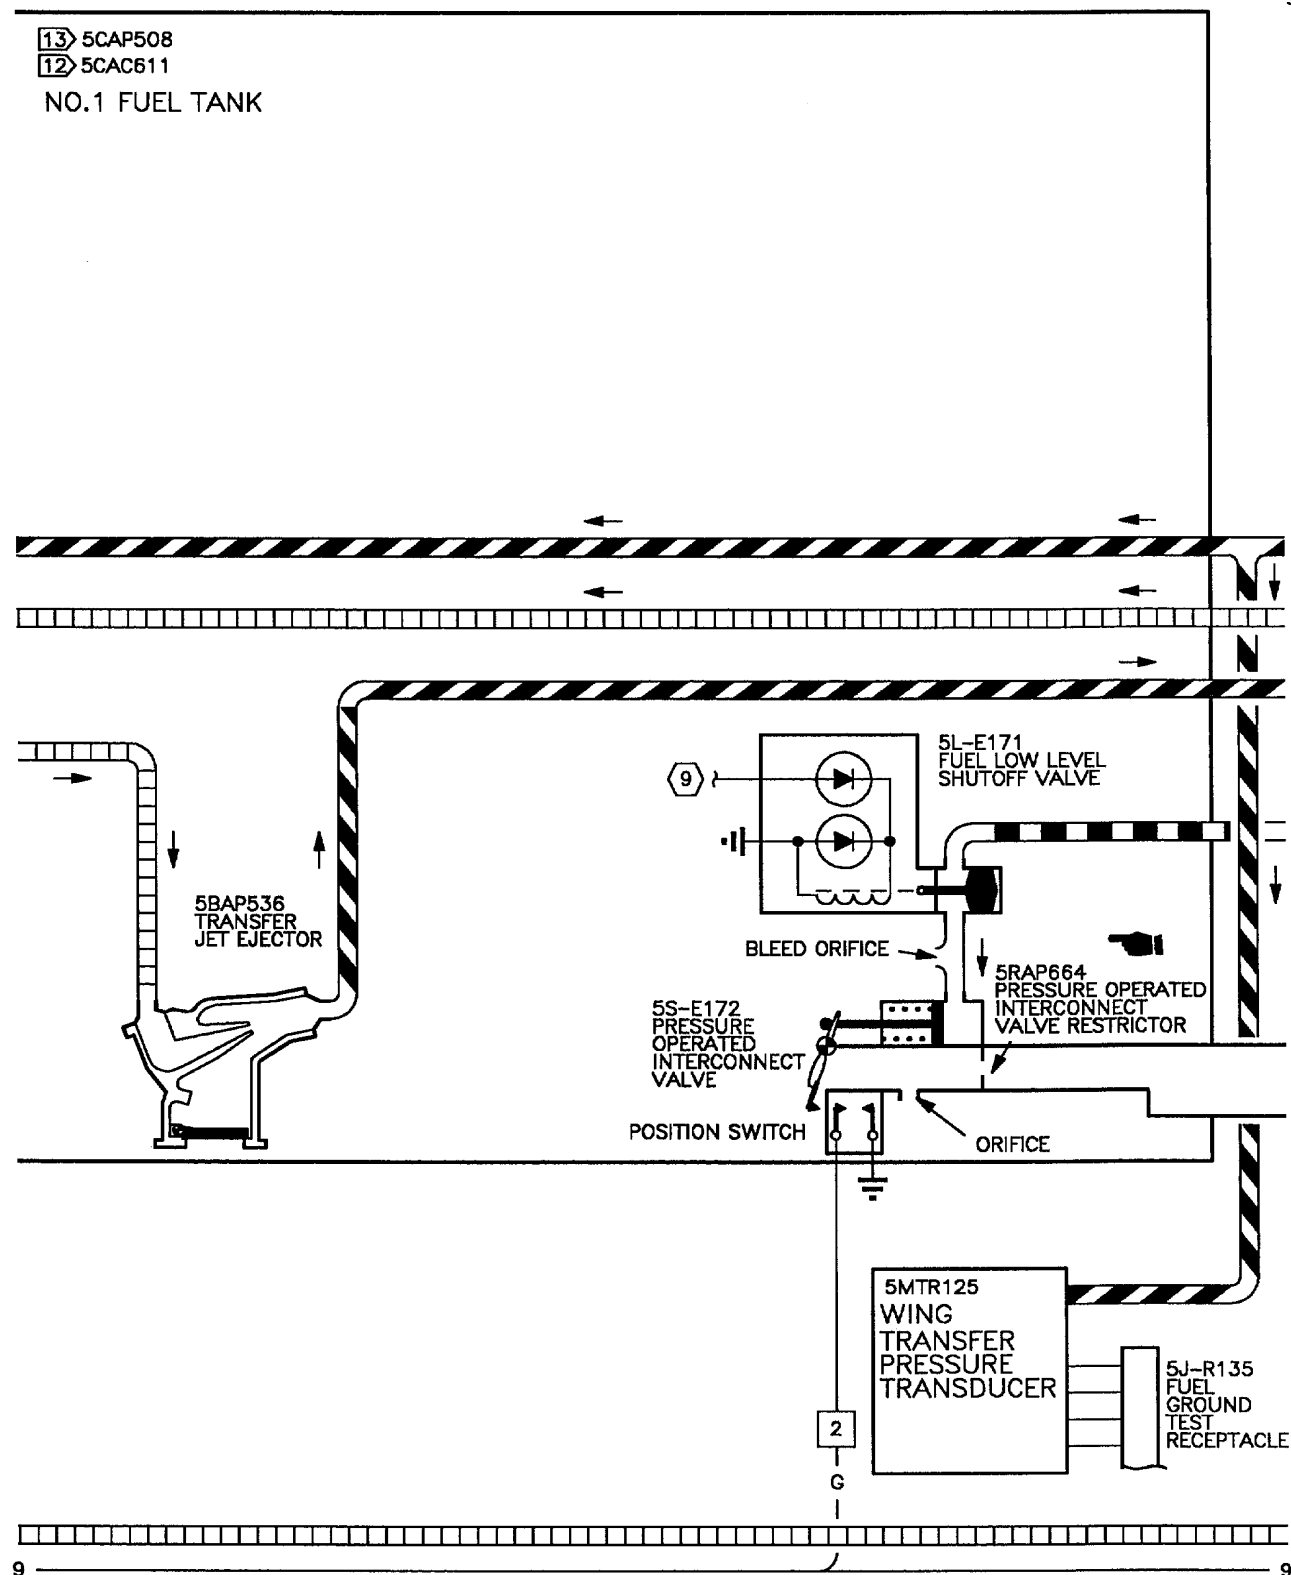 13 5CAP508
12 5CAC611
NO.1 FUEL TANK
5L-E171
FUEL LOW LEVEL
SHUTOFF VALVE
9
5BAP536
TRANSFER
JET EJECTOR
BLEED ORIFICE
5RAP664
PRESSURE OPERATED
INTERCONNECT
VALVE RESTRICTOR
5S-E172
PRESSURE
OPERATED
INTERCONNECT
VALVE
POSITION SWITCH
ORIFICE
5MTR125
WING
TRANSFER
PRESSURE
TRANSDUCER
5J-R135
FUEL
GROUND
TEST
RECEPTACLE
2
G
9
9